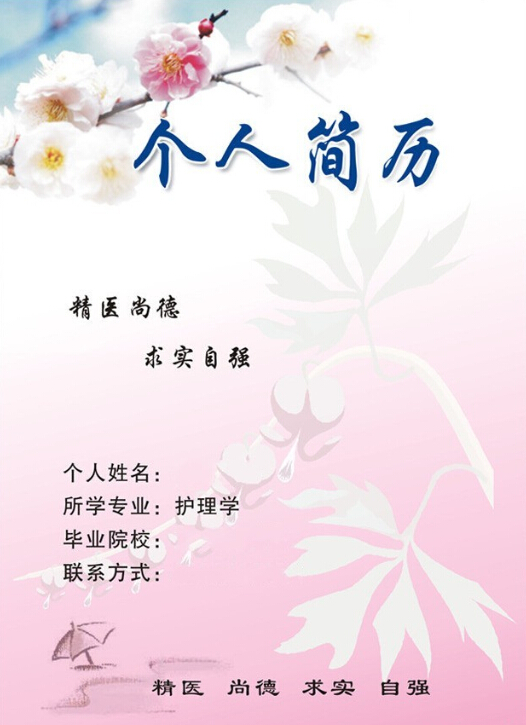 个人简历
精医尚德
求实自强
个人姓名：
所学专业：护理学
毕业院校：
联系方式：
精医 尚德 求实 自强